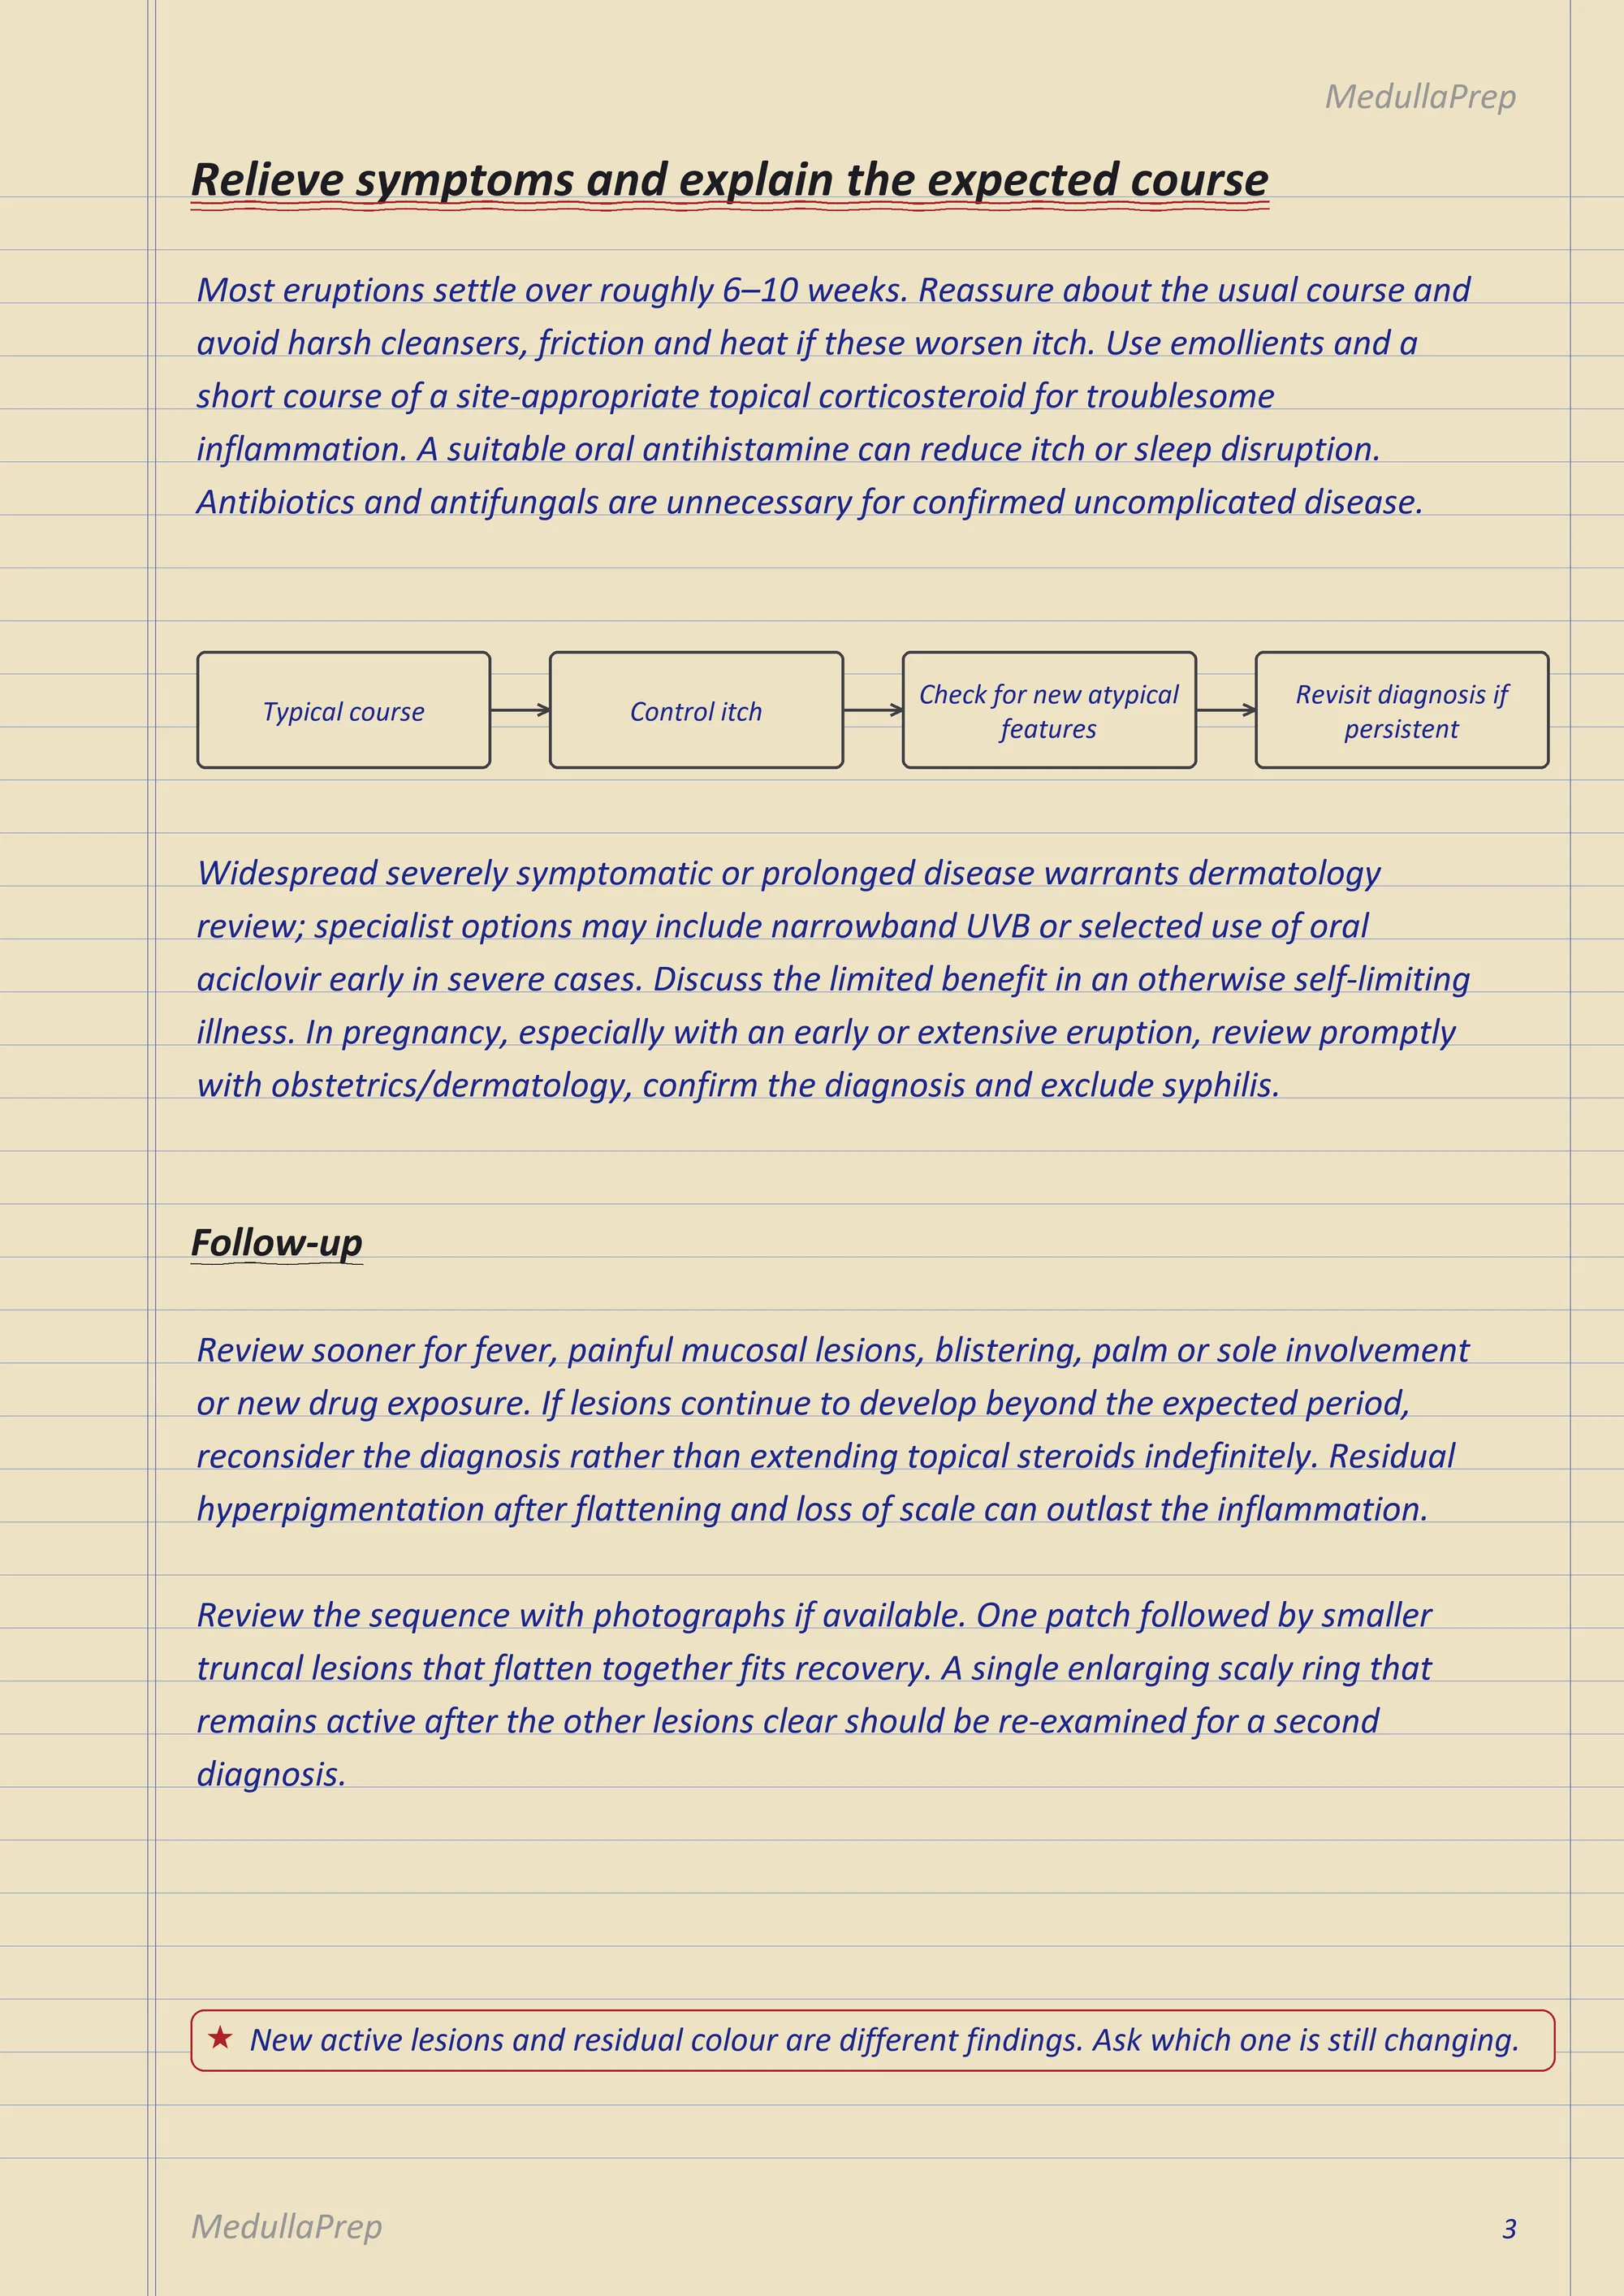 MedullaPrep
Relieve symptoms and explain the expected course
Most eruptions settle over roughly 6–10 weeks. Reassure about the usual course and
avoid harsh cleansers, friction and heat if these worsen itch. Use emollients and a
short course of a site-appropriate topical corticosteroid for troublesome
inflammation. A suitable oral antihistamine can reduce itch or sleep disruption.
Antibiotics and antifungals are unnecessary for confirmed uncomplicated disease.
Typical course
Control itch
Check for new atypical
features
Revisit diagnosis if
persistent
Widespread severely symptomatic or prolonged disease warrants dermatology
review; specialist options may include narrowband UVB or selected use of oral
aciclovir early in severe cases. Discuss the limited benefit in an otherwise self-limiting
illness. In pregnancy, especially with an early or extensive eruption, review promptly
with obstetrics/dermatology, confirm the diagnosis and exclude syphilis.
Follow-up
Review sooner for fever, painful mucosal lesions, blistering, palm or sole involvement
or new drug exposure. If lesions continue to develop beyond the expected period,
reconsider the diagnosis rather than extending topical steroids indefinitely. Residual
hyperpigmentation after flattening and loss of scale can outlast the inflammation.
Review the sequence with photographs if available. One patch followed by smaller
truncal lesions that flatten together fits recovery. A single enlarging scaly ring that
remains active after the other lesions clear should be re-examined for a second
diagnosis.
★ New active lesions and residual colour are different findings. Ask which one is still changing.
MedullaPrep
3